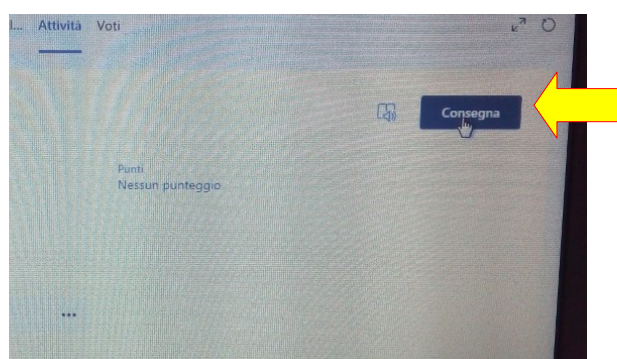 l... Attività Voti
Consegna
Punti
Nessun punteggio
...